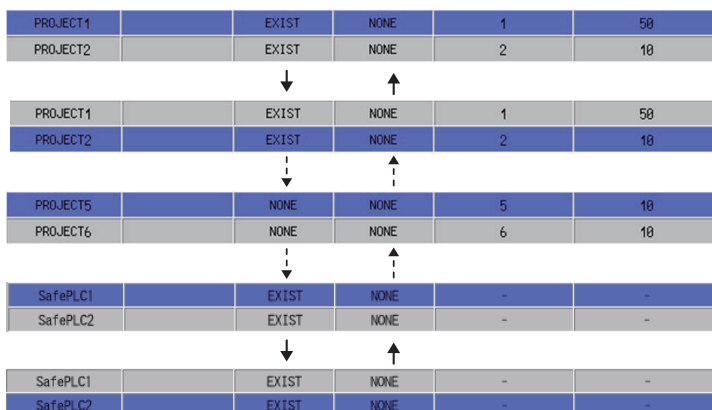 PROJECT1 EXIST NONE 1 50
PROJECT2 EXIST NONE 2 10
PROJECT1 EXIST NONE 1 50
PROJECT2 EXIST NONE 2 10
PROJECT5 NONE NONE 5 10
PROJECT6 NONE NONE 6 10
SafePLC1 EXIST NONE - -
SafePLC2 EXIST NONE - -
SafePLC1 EXIST NONE - -
SafePLC2 EXIST NONE - -